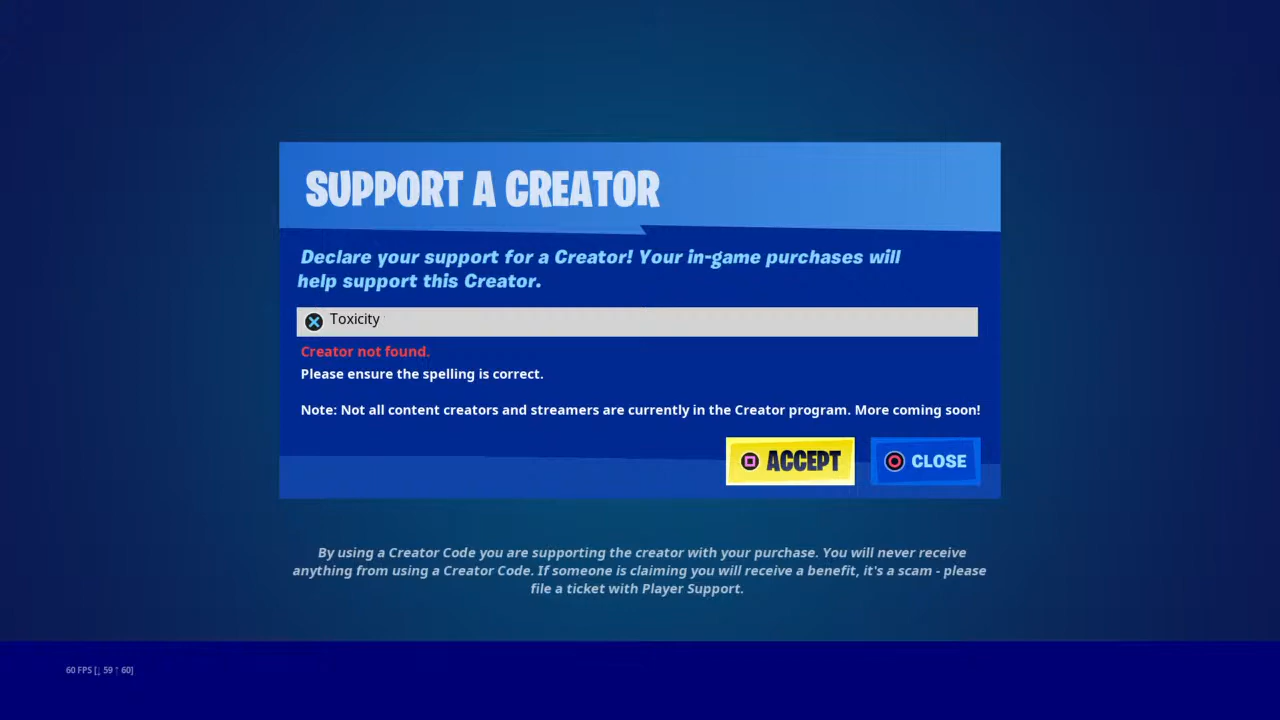 SUPPORT A CREATOR
Declare your support for a Creator! Your in-game purchases will
help support this Creator.
Toxicity
Creator not found.
Please ensure the spelling is correct.
Note: Not all content creators and streamers are currently in the Creator program. More coming soon!
ACCEPT CLOSE
By using a Creator Code you are supporting the creator with your purchase. You will never receive
anything from using a Creator Code. If someone is claiming you will receive a benefit, it's a scam - please
file a ticket with Player Support.
60 FPS [↓ 59 ↑ 60]